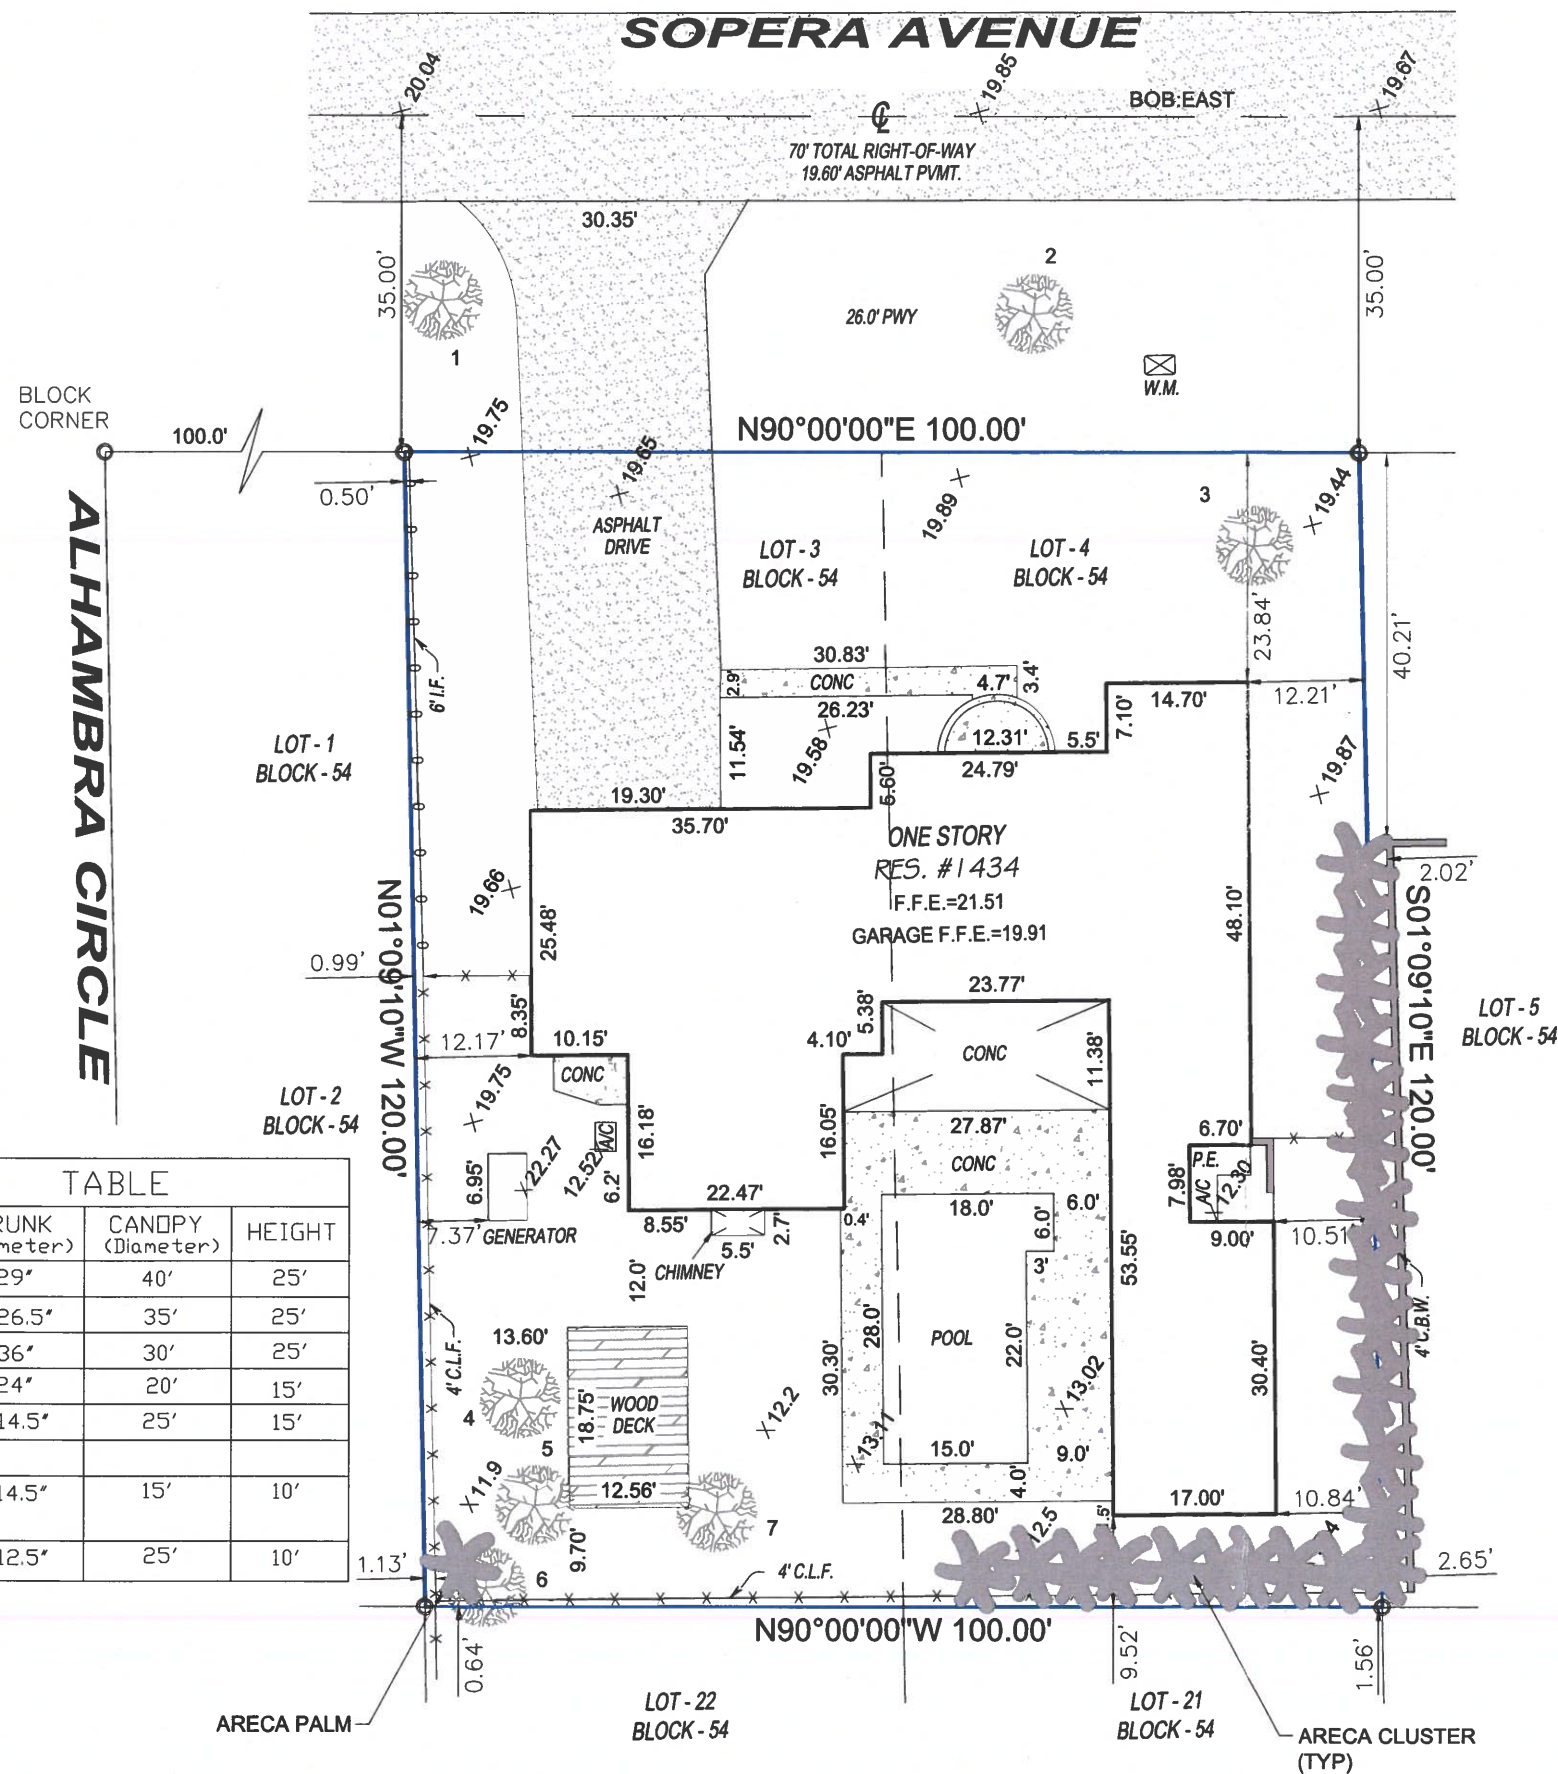 SOPERA AVENUE
20.04
19.85
19.67
BOB:EAST
℄
70' TOTAL RIGHT-OF-WAY
19.60' ASPHALT PVMT.
30.35'
35.00'
35.00'
1
2
26.0' PWY
W.M.
BLOCK
CORNER
100.0'
19.75
N90°00'00"E 100.00'
0.50'
19.65
19.89
3
19.44
ASPHALT
DRIVE
LOT - 3
BLOCK - 54
LOT - 4
BLOCK - 54
23.84'
40.21'
ALHAMBRA CIRCLE
6' I.F.
30.83'
CONC
2.9'
4.7'
3.4'
26.23'
14.70'
12.21'
7.10'
LOT - 1
BLOCK - 54
11.54'
19.58
12.31'
5.5'
24.79'
19.87
5.60'
19.30'
35.70'
ONE STORY
RES. #1434
F.F.E.=21.51
GARAGE F.F.E.=19.91
2.02'
19.66
25.48'
48.10'
N01°09'10"W 120.00'
S01°09'10"E 120.00'
0.99'
23.77'
LOT - 5
BLOCK - 54
8.35'
5.38'
12.17'
10.15'
4.10'
CONC
CONC
11.38'
19.75
LOT - 2
BLOCK - 54
16.18'
16.05'
27.87'
CONC
6.70'
P.E.
A/C
12.52
22.27
6.95'
6.2'
7.98'
A/C
12.30
TABLE
RUNK
meter)
CANOPY
(Diameter)
HEIGHT
29"
40'
25'
26.5"
35'
25'
36"
30'
25'
24"
20'
15'
14.5"
25'
15'
14.5"
15'
10'
12.5"
25'
10'
22.47'
18.0'
6.0'
7.37'
GENERATOR
8.55'
2.7'
0.4'
6.0'
9.00'
10.51'
5.5'
CHIMNEY
3'
12.0'
53.55'
4' C.B.W.
13.60'
4' C.L.F.
28.0'
POOL
22.0'
30.30'
30.40'
13.02
4
18.75'
WOOD
DECK
12.2
13.11
5
15.0'
9.0'
11.9
12.56'
4.0'
17.00'
10.84'
28.80'
12.5
7
9.70'
1.13'
6
4' C.L.F.
2.65'
N90°00'00"W 100.00'
0.64'
9.52'
1.56'
ARECA PALM
LOT - 22
BLOCK - 54
LOT - 21
BLOCK - 54
ARECA CLUSTER
(TYP)